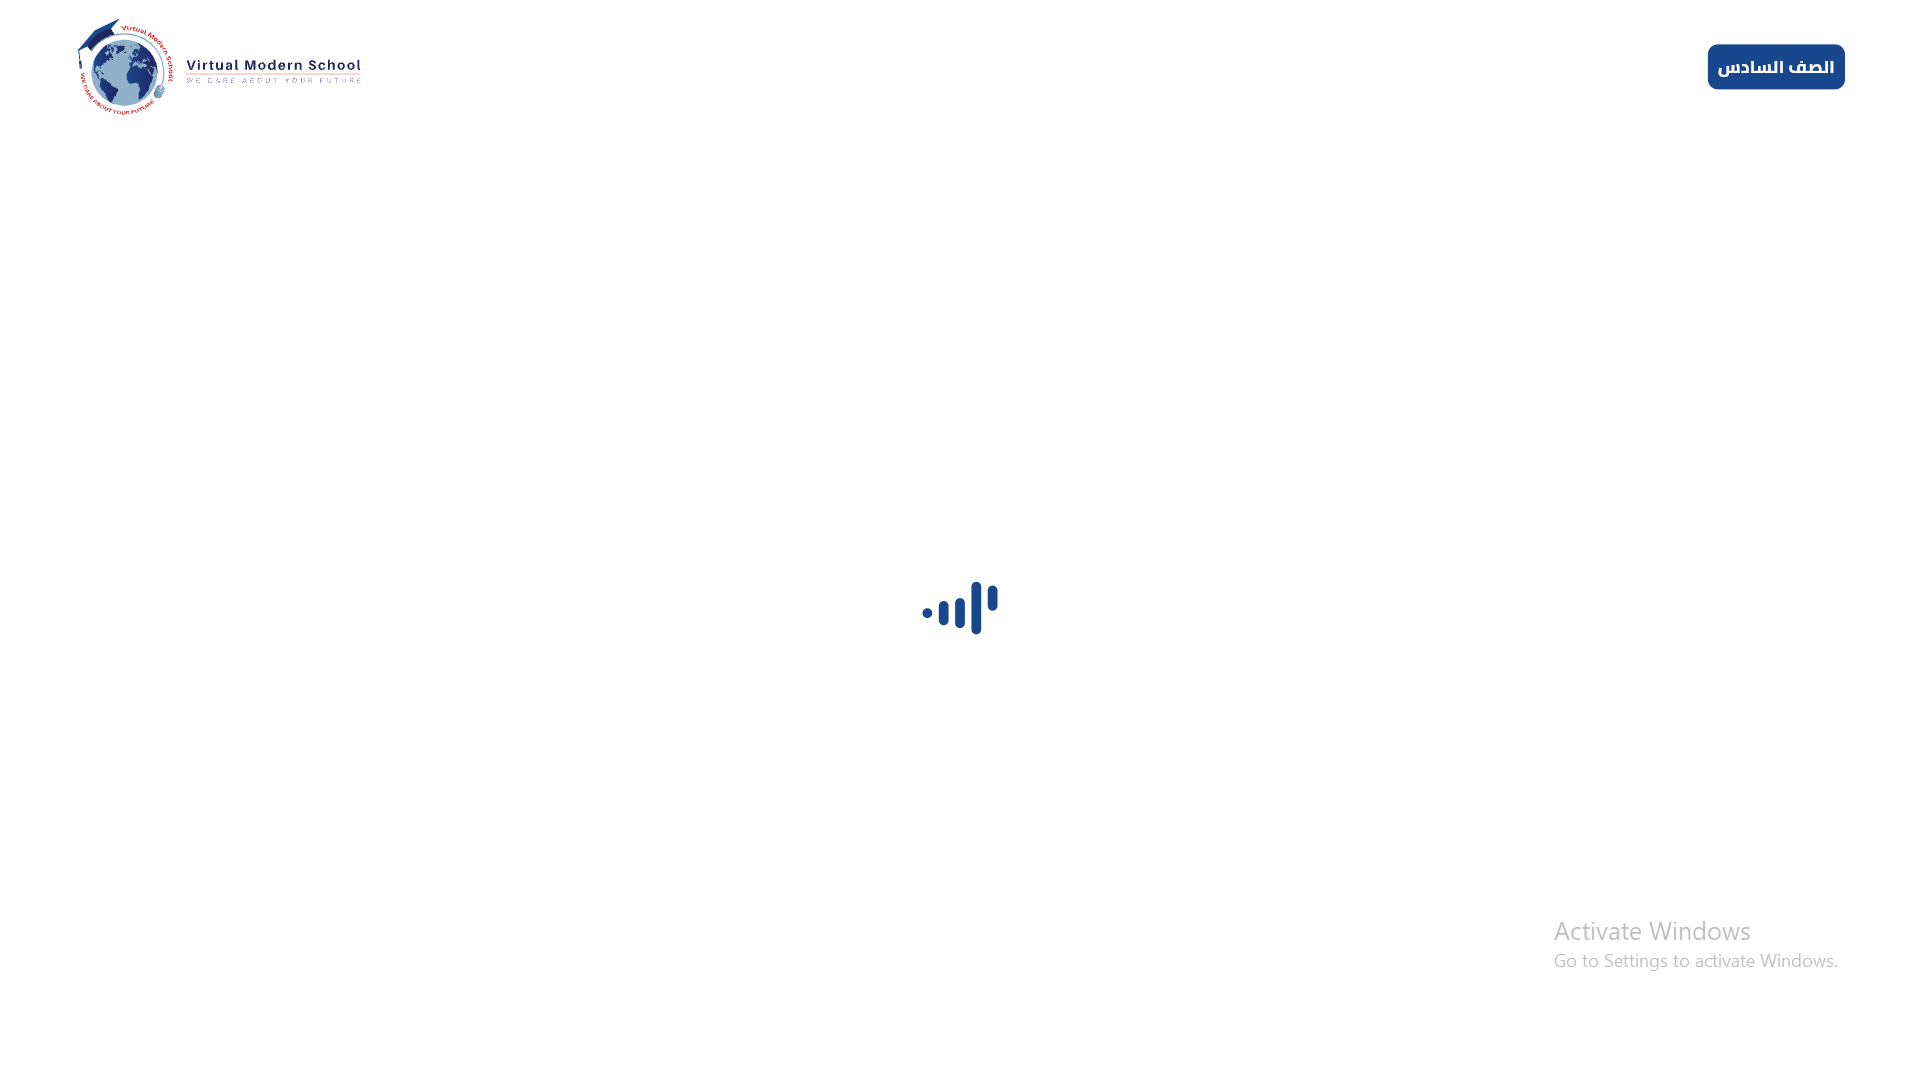 Virtual Modern School
WE CARE ABOUT YOUR FUTURE
Virtual Modern School
WE CARE ABOUT YOUR FUTURE
الصف السادس
Activate Windows
Go to Settings to activate Windows.